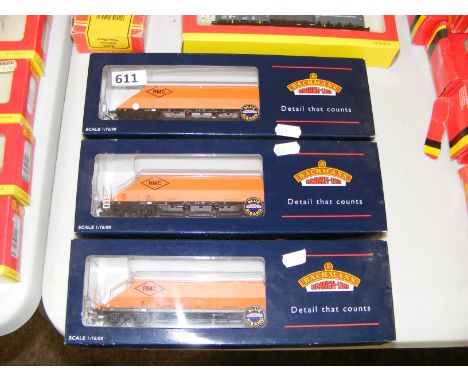 611
RMC
BACHMANN
BRANCH-LINE
Detail that counts
SCALE 1:76/00
RMC
BACHMANN
BRANCH-LINE
Detail that counts
SCALE 1:76/00
RMC
BACHMANN
BRANCH-LINE
Detail that counts
SCALE 1:76/00